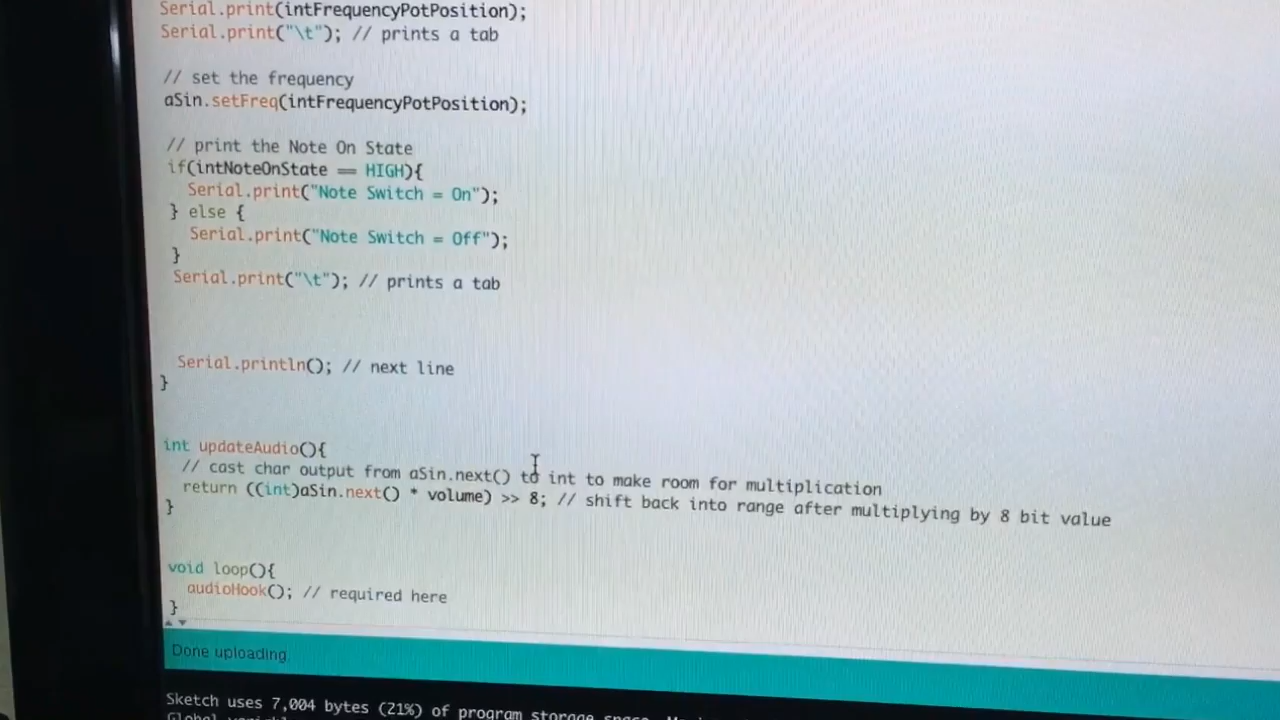 Serial.print(intFrequencyPotPosition);
Serial.print("\t"); // prints a tab
// set the frequency
aSin.setFreq(intFrequencyPotPosition);
// print the Note On State
if(intNoteOnState == HIGH){
Serial.print("Note Switch = On");
} else {
Serial.print("Note Switch = Off");
}
Serial.print("\t"); // prints a tab
Serial.println(); // next line
}
int updateAudio(){
// cast char output from aSin.next() to int to make room for multiplication
return ((int)aSin.next() * volume) >> 8; // shift back into range after multiplying by 8 bit value
}
void loop(){
audioHook(); // required here
}
Done uploading.
Sketch uses 7,004 bytes (21%) of program storage space.
Global